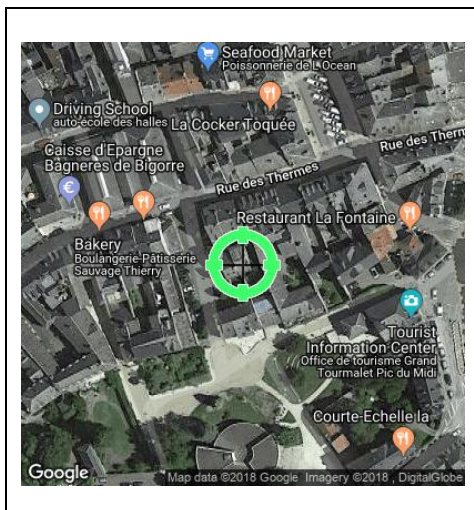 Seafood Market
Poissonnerie de L'Ocean
Driving School
auto-école des halles
La Cocker Toquée
Caisse d'Epargne
Bagneres de Bigorre
Rue des Thermes
Rue des Therm
Restaurant La Fontaine
Bakery
Boulangerie-Pâtisserie
Sauvage Thierry
Tourist
Information Center
Office de tourisme Grand
Tourmalet Pic du Midi
Courte-Echelle la
Google
Map data ©2018 Google Imagery ©2018 , DigitalGlobe